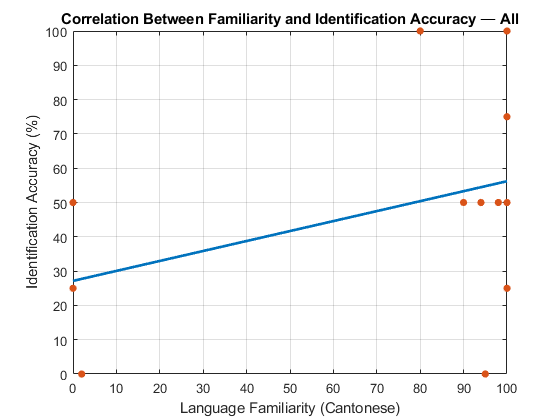 Correlation Between Familiarity and Identification Accuracy — All
100
90
80
70
60
50
40
30
20
10
0
Identification Accuracy (%)
0 10 20 30 40 50 60 70 80 90 100
Language Familiarity (Cantonese)